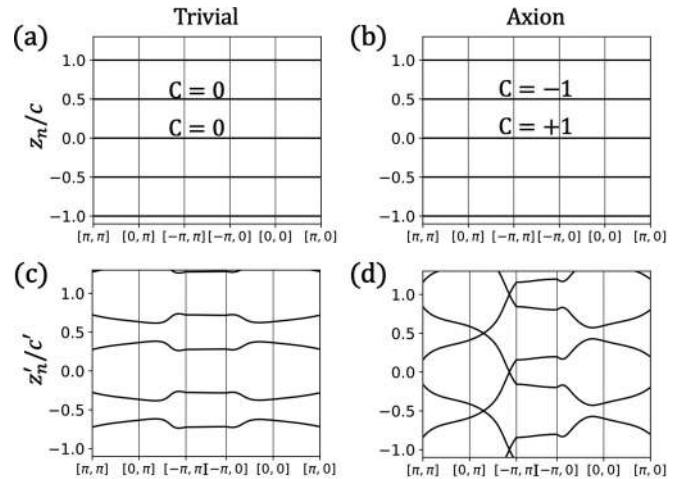 Trivial
Axion
(a)
(b)
zₙ/c
1.0
0.5
0.0
−0.5
−1.0
C = 0
C = 0
[π, π] [0, π] [−π, π] [−π, 0] [0, 0] [π, 0]
1.0
0.5
0.0
−0.5
−1.0
C = −1
C = +1
[π, π] [0, π] [−π, π] [−π, 0] [0, 0] [π, 0]
(c)
(d)
z′ₙ/c′
1.0
0.5
0.0
−0.5
−1.0
[π, π] [0, π] [−π, π][−π, 0] [0, 0] [π, 0]
1.0
0.5
0.0
−0.5
−1.0
[π, π] [0, π] [−π, π][−π, 0] [0, 0] [π, 0]